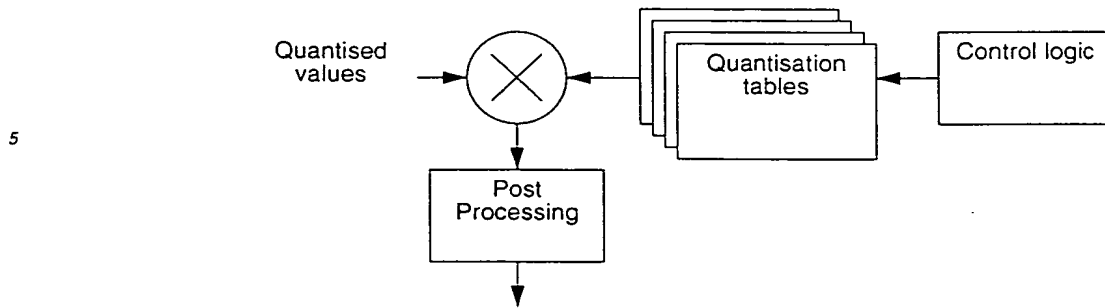 Quantised
values
Quantisation
tables
Control logic
5
Post
Processing